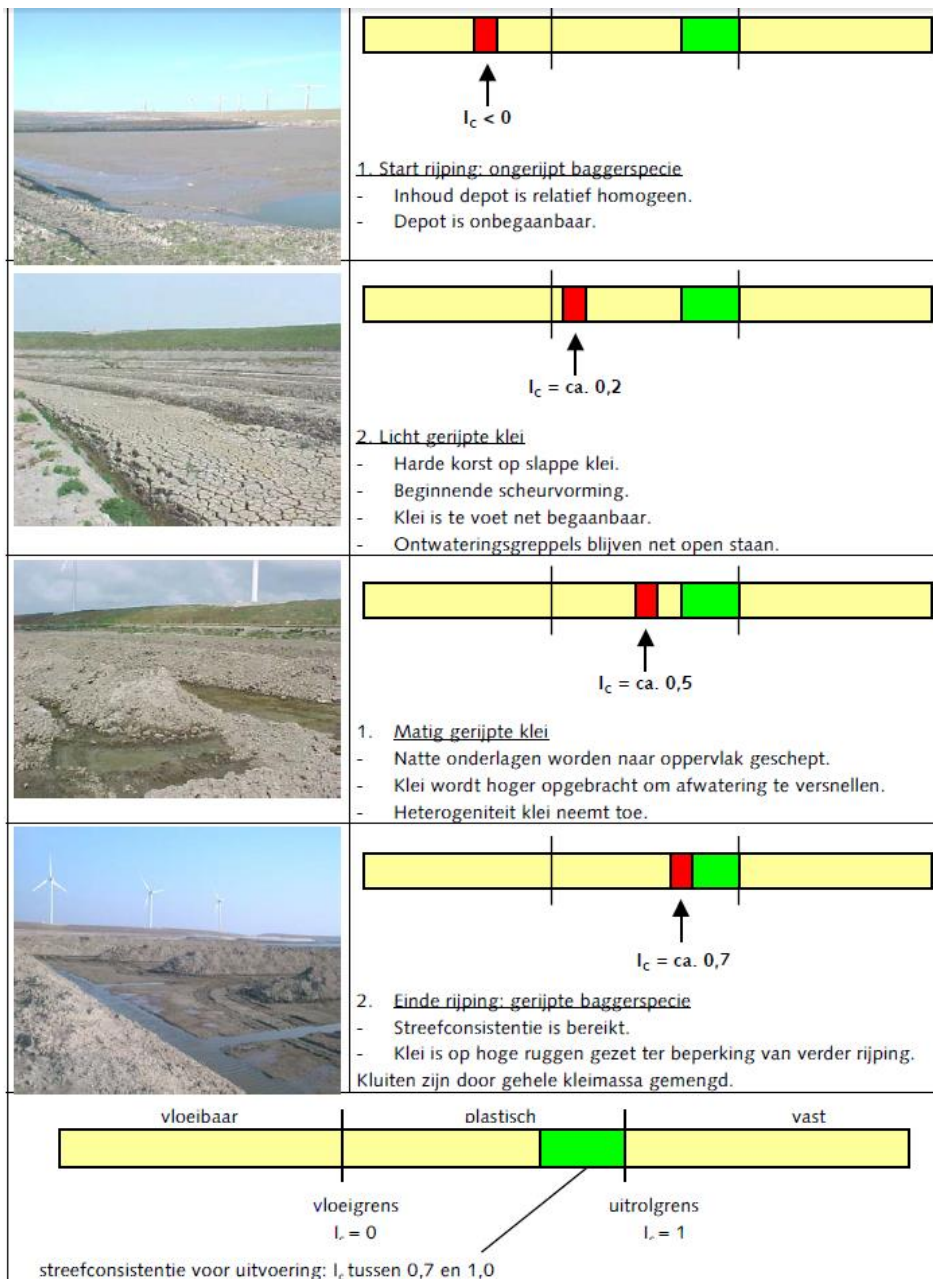 I_c < 0
1. Start rijping: ongerijpt baggerspecie
- Inhoud depot is relatief homogeen.
- Depot is onbegaanbaar.
I_c = ca. 0,2
2. Licht gerijpte klei
- Harde korst op slappe klei.
- Beginnende scheurvorming.
- Klei is te voet net begaanbaar.
- Ontwateringsgreppels blijven net open staan.
I_c = ca. 0,5
1. Matig gerijpte klei
- Natte onderlagen worden naar oppervlak geschept.
- Klei wordt hoger opgebracht om afwatering te versnellen.
- Heterogeniteit klei neemt toe.
I_c = ca. 0,7
2. Einde rijping: gerijpte baggerspecie
- Streefconsistentie is bereikt.
- Klei is op hoge ruggen gezet ter beperking van verder rijping.
Kluiten zijn door gehele kleimassa gemengd.
vloeibaar plastisch vast
vloeigrens uitrolgrens
I_c = 0 I_c = 1
streefconsistentie voor uitvoering: I_c tussen 0,7 en 1,0